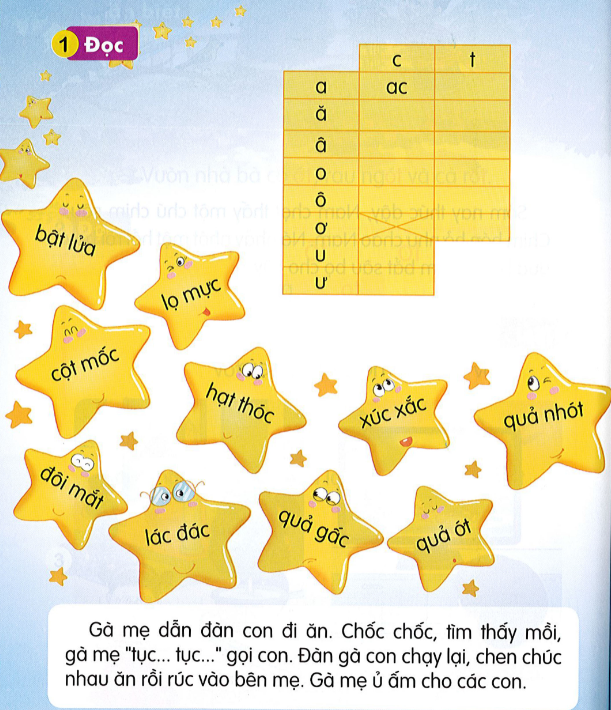 1 Đọc
c t
a ac
ă
â
o
ô
ơ
u
ư
bật lửa
lọ mực
cột mốc
hạt thóc
xúc xắc
quả nhót
đôi mắt
lác đác
quả gấc
quả ớt
Gà mẹ dẫn đàn con đi ăn. Chốc chốc, tìm thấy mồi,
gà mẹ "tục... tục..." gọi con. Đàn gà con chạy lại, chen chúc
nhau ăn rồi rúc vào bên mẹ. Gà mẹ ủ ấm cho các con.